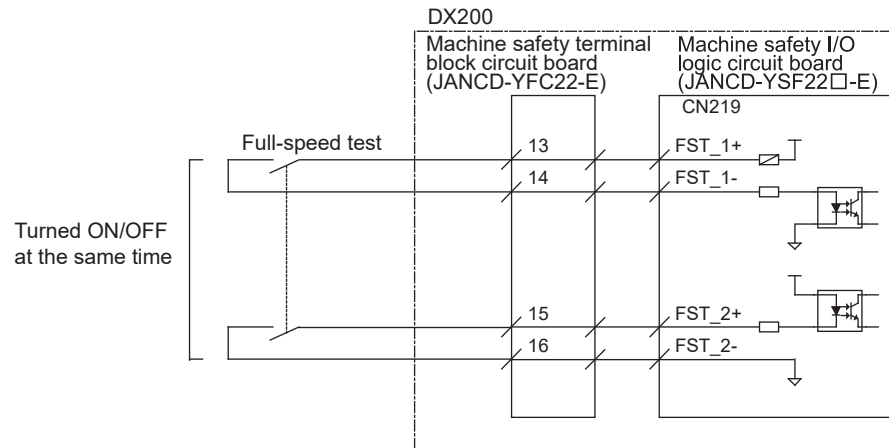 DX200
Machine safety terminal
block circuit board
(JANCD-YFC22-E)
Machine safety I/O
logic circuit board
(JANCD-YSF22□-E)
CN219
Full-speed test
13
FST_1+
14
FST_1-
Turned ON/OFF
at the same time
15
FST_2+
16
FST_2-